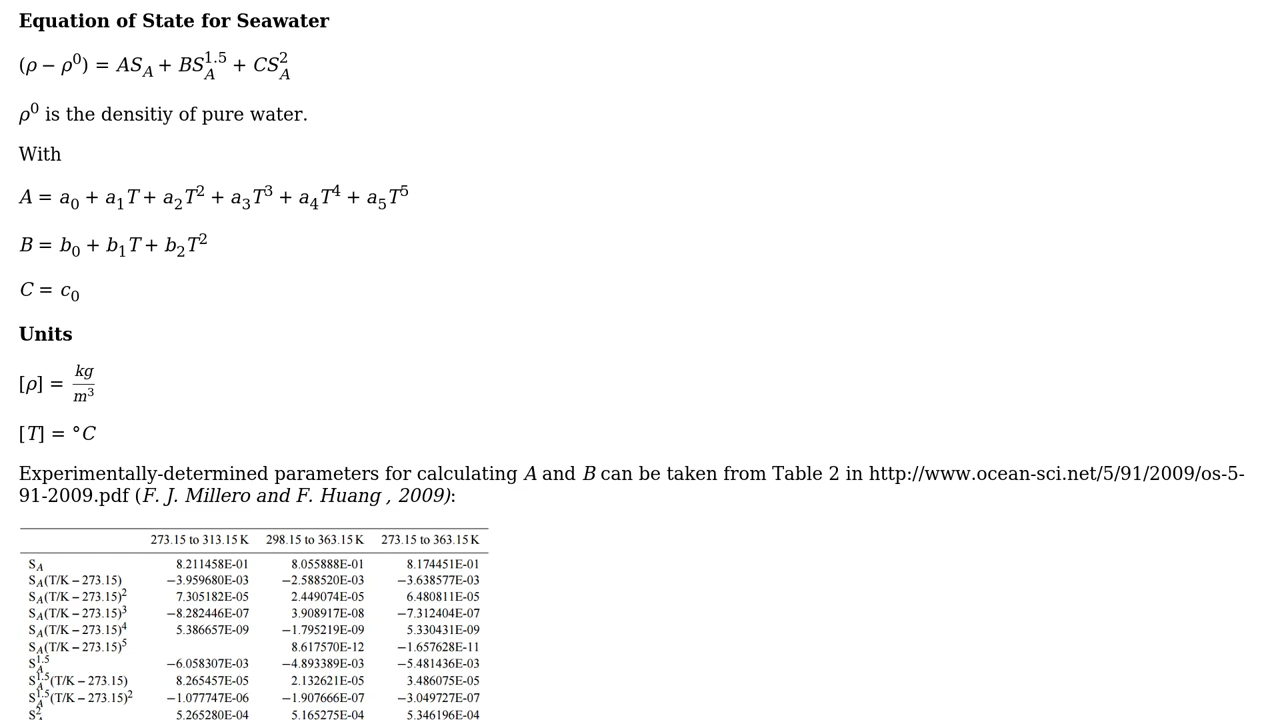 Equation of State for Seawater
(ρ − ρ⁰) = AS_A + BS_A^1.5 + CS_A^2
ρ⁰ is the densitiy of pure water.
With
A = a₀ + a₁T + a₂T² + a₃T³ + a₄T⁴ + a₅T⁵
B = b₀ + b₁T + b₂T²
C = c₀
Units
[ρ] = kg/m³
[T] = °C
Experimentally-determined parameters for calculating A and B can be taken from Table 2 in http://www.ocean-sci.net/5/91/2009/os-5-
91-2009.pdf (F. J. Millero and F. Huang , 2009):
273.15 to 313.15 K 298.15 to 363.15 K 273.15 to 363.15 K
S_A 8.211458E-01 8.055888E-01 8.174451E-01
S_A(T/K − 273.15) −3.959680E-03 −2.588520E-03 −3.638577E-03
S_A(T/K − 273.15)² 7.305182E-05 2.449074E-05 6.480811E-05
S_A(T/K − 273.15)³ −8.282446E-07 3.908917E-08 −7.312404E-07
S_A(T/K − 273.15)⁴ 5.386657E-09 −1.795219E-09 5.330431E-09
S_A(T/K − 273.15)⁵ 8.617570E-12 −1.657628E-11
S_A^1.5 −6.058307E-03 −4.893389E-03 −5.481436E-03
S_A^1.5(T/K − 273.15) 8.265457E-05 2.132621E-05 3.486075E-05
S_A^1.5(T/K − 273.15)² −1.077747E-06 −1.907666E-07 −3.049727E-07
S_A^2 5.265280E-04 5.165275E-04 5.346196E-04